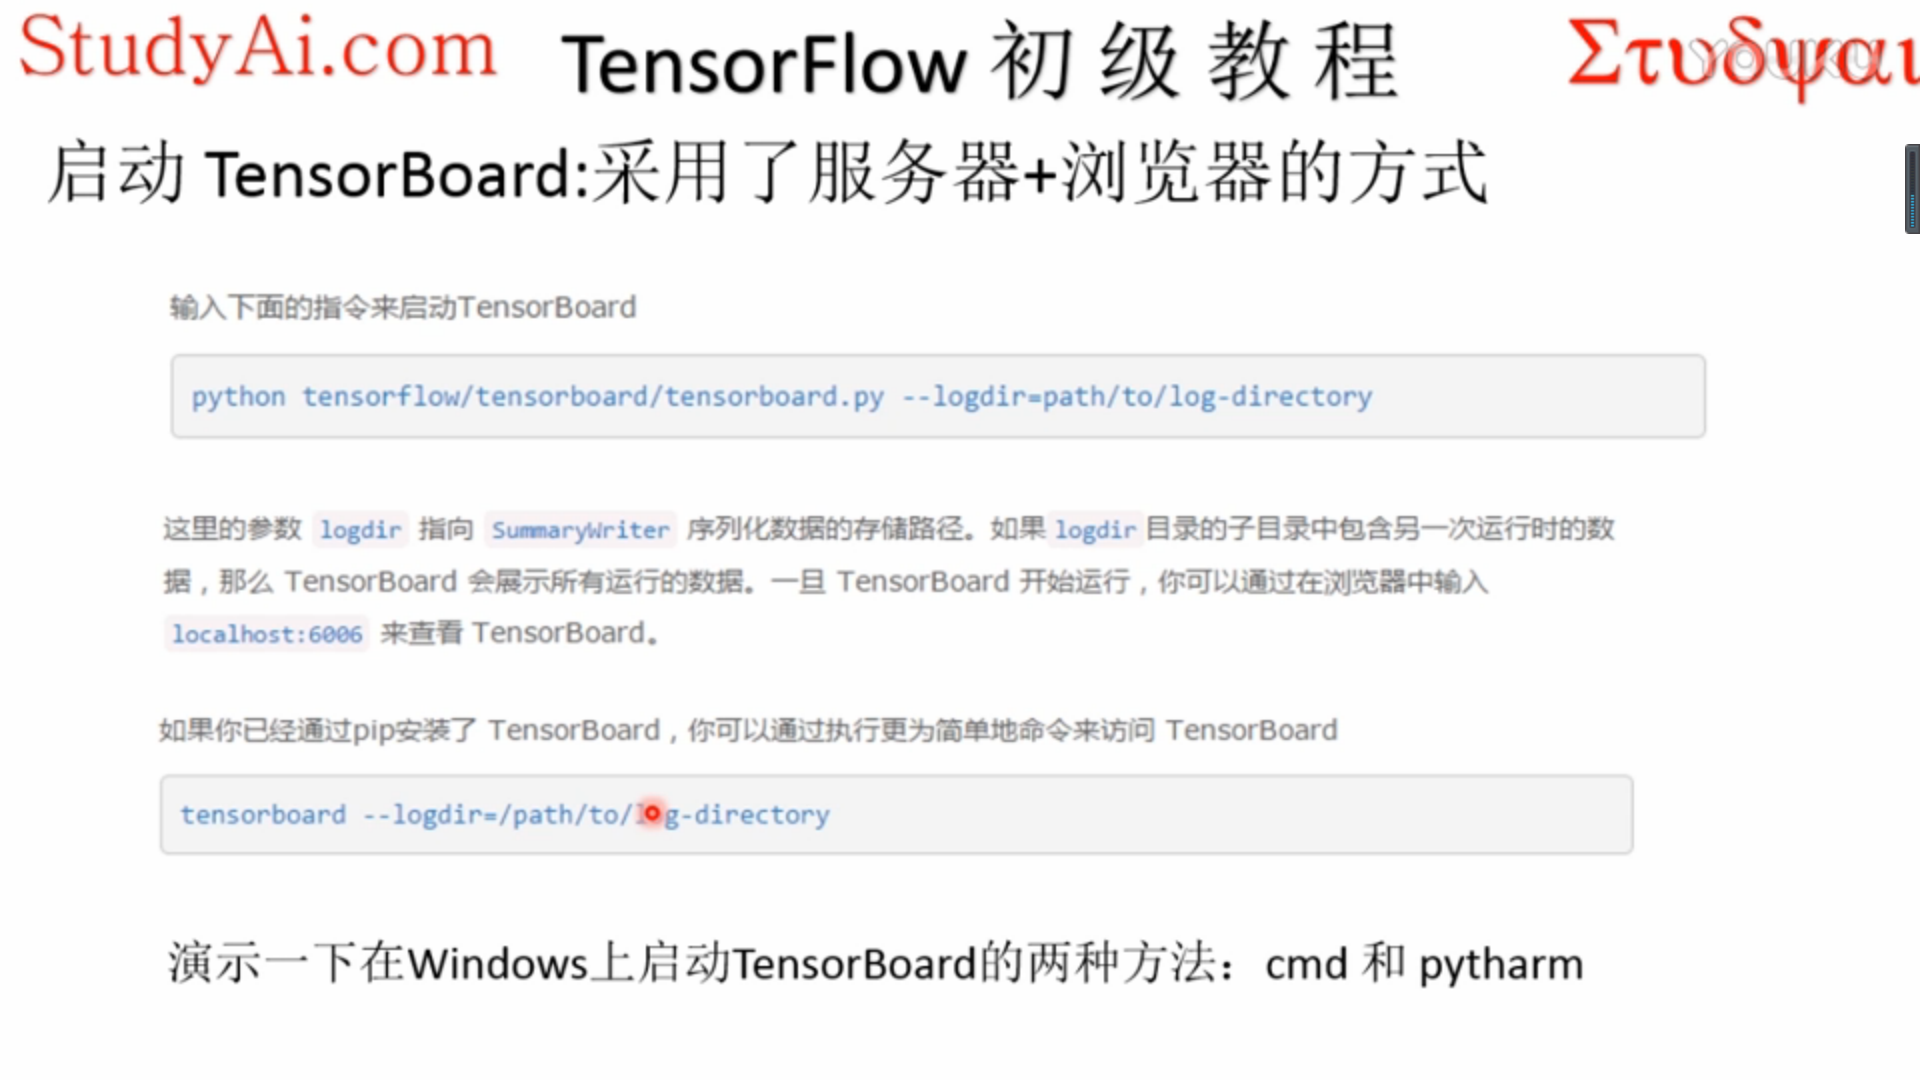 StudyAi.com
TensorFlow 初 级 教 程
Στυδψαι
YOUKU
启动 TensorBoard:采用了服务器+浏览器的方式
输入下面的指令来启动TensorBoard
python tensorflow/tensorboard/tensorboard.py --logdir=path/to/log-directory
这里的参数 logdir 指向 SummaryWriter 序列化数据的存储路径。如果 logdir 目录的子目录中包含另一次运行时的数
据，那么 TensorBoard 会展示所有运行的数据。一旦 TensorBoard 开始运行，你可以通过在浏览器中输入
localhost:6006 来查看 TensorBoard。
如果你已经通过pip安装了 TensorBoard，你可以通过执行更为简单地命令来访问 TensorBoard
tensorboard --logdir=/path/to/log-directory
演示一下在Windows上启动TensorBoard的两种方法：cmd 和 pytharm